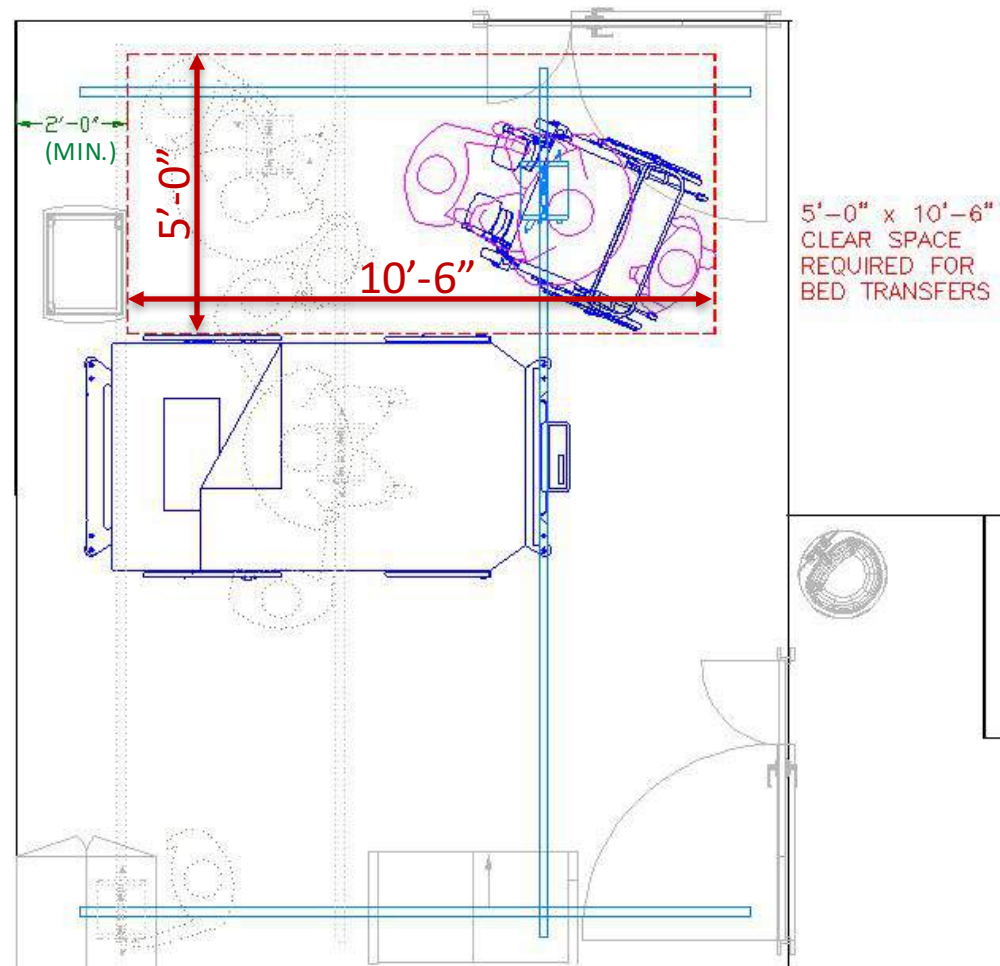 2'-0"
(MIN.)
5’-0”
10’-6”
5'-0" x 10'-6"
CLEAR SPACE
REQUIRED FOR
BED TRANSFERS